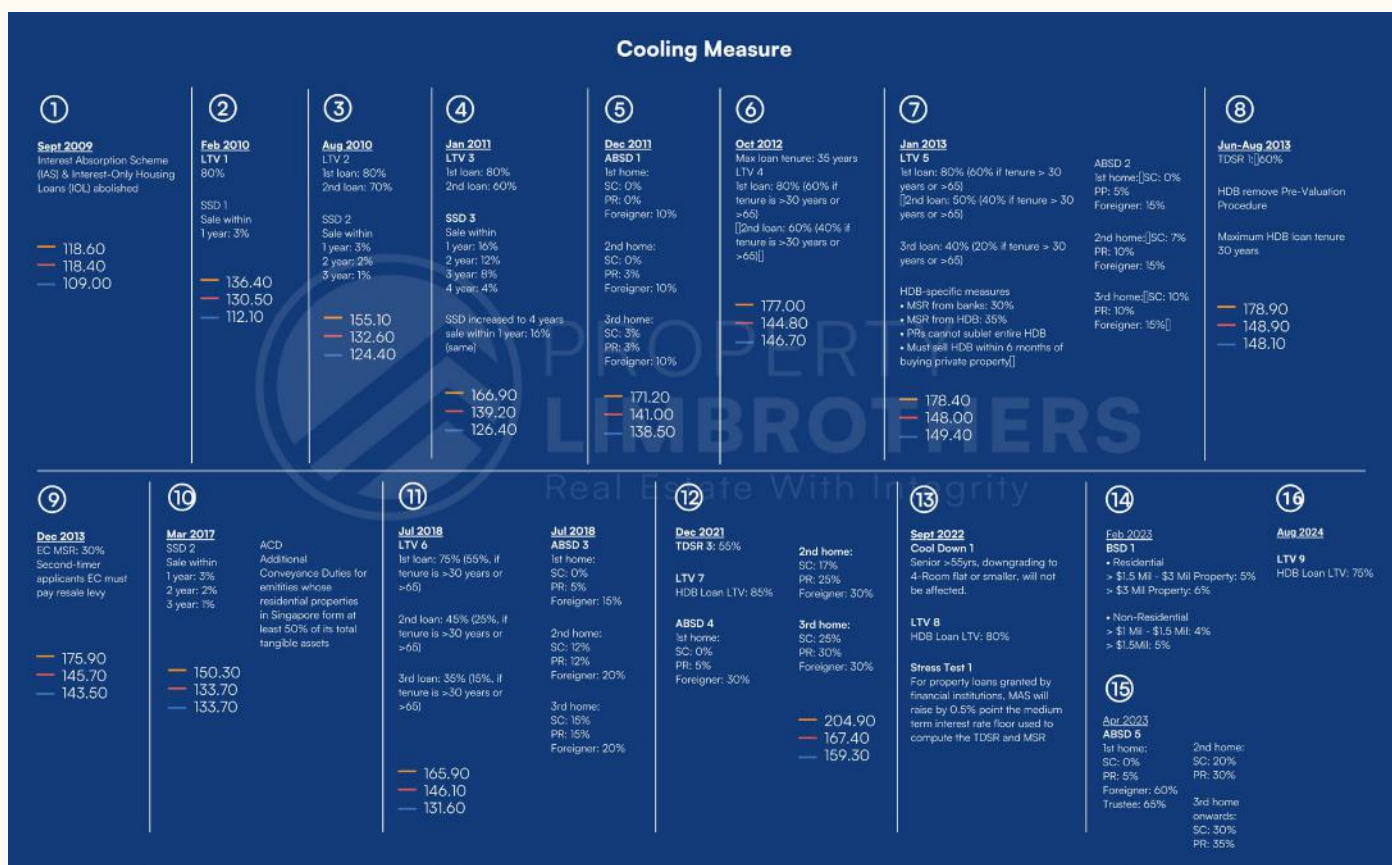 Cooling Measure
1
Sept 2009
Interest Absorption Scheme
(IAS) & Interest-Only Housing
Loans (IOL) abolished
118.60
118.40
109.00
2
Feb 2010
LTV 1
80%
SSD 1
Sale within
1 year: 3%
136.40
130.50
112.10
3
Aug 2010
LTV 2
1st loan: 80%
2nd loan: 70%
SSD 2
Sale within
1 year: 3%
2 year: 2%
3 year: 1%
155.10
132.60
124.40
4
Jan 2011
LTV 3
1st loan: 80%
2nd loan: 60%
SSD 3
Sale within
1 year: 16%
2 year: 12%
3 year: 8%
4 year: 4%
SSD increased to 4 years
sale within 1 year: 16%
(same)
166.90
139.20
126.40
5
Dec 2011
ABSD 1
1st home:
SC: 0%
PR: 0%
Foreigner: 10%
2nd home:
SC: 0%
PR: 3%
Foreigner: 10%
3rd home:
SC: 3%
PR: 3%
Foreigner: 10%
171.20
141.00
138.50
6
Oct 2012
Max loan tenure: 35 years
LTV 4
1st loan: 80% (60% if
tenure is >30 years or
>65)
2nd loan: 60% (40% if
tenure is >30 years or
>65)
177.00
144.80
146.70
7
Jan 2013
LTV 5
1st loan: 80% (60% if tenure > 30
years or >65)
2nd loan: 50% (40% if tenure > 30
years or >65)
3rd loan: 40% (20% if tenure > 30
years or >65)
HDB-specific measures
• MSR from banks: 30%
• MSR from HDB: 35%
• PRs cannot sublet entire HDB
• Must sell HDB within 6 months of
buying private property
178.40
148.00
149.40
ABSD 2
1st home: SC: 0%
PP: 5%
Foreigner: 15%
2nd home: SC: 7%
PR: 10%
Foreigner: 15%
3rd home: SC: 10%
PR: 10%
Foreigner: 15%
8
Jun-Aug 2013
TDSR 1: 60%
HDB remove Pre-Valuation
Procedure
Maximum HDB loan tenure
30 years
178.90
148.90
148.10
PROPERTY
LIMBROTHERS
Real Estate With Integrity
9
Dec 2013
EC MSR: 30%
Second-timer
applicants EC must
pay resale levy
175.90
145.70
143.50
10
Mar 2017
SSD 2
Sale within
1 year: 3%
2 year: 2%
3 year: 1%
150.30
133.70
133.70
ACD
Additional
Conveyance Duties for
emitities whose
residential properties
in Singapore form at
least 50% of its total
tangible assets
11
Jul 2018
LTV 6
1st loan: 75% (55%, if
tenure is >30 years or
>65)
2nd loan: 45% (25%, if
tenure is >30 years or
>65)
3rd loan: 35% (15%, if
tenure is >30 years or
>65)
165.90
146.10
131.60
Jul 2018
ABSD 3
1st home:
SC: 0%
PR: 5%
Foreigner: 15%
2nd home:
SC: 12%
PR: 12%
Foreigner: 20%
3rd home:
SC: 15%
PR: 15%
Foreigner: 20%
12
Dec 2021
TDSR 3: 55%
LTV 7
HDB Loan LTV: 85%
ABSD 4
1st home:
SC: 0%
PR: 5%
Foreigner: 30%
2nd home:
SC: 17%
PR: 25%
Foreigner: 30%
3rd home:
SC: 25%
PR: 30%
Foreigner: 30%
204.90
167.40
159.30
13
Sept 2022
Cool Down 1
Senior >55yrs, downgrading to
4-Room flat or smaller, will not
be affected.
LTV 8
HDB Loan LTV: 80%
Stress Test 1
For property loans granted by
financial institutions, MAS will
raise by 0.5% point the medium
term interest rate floor used to
compute the TDSR and MSR
14
Feb 2023
BSD 1
• Residential
> $1.5 Mil - $3 Mil Property: 5%
> $3 Mil Property: 6%
• Non-Residential
> $1 Mil - $1.5 Mil: 4%
> $1.5Mil: 5%
15
Apr 2023
ABSD 5
1st home:
SC: 0%
PR: 5%
Foreigner: 60%
Trustee: 65%
2nd home:
SC: 20%
PR: 30%
3rd home
onwards:
SC: 30%
PR: 35%
16
Aug 2024
LTV 9
HDB Loan LTV: 75%